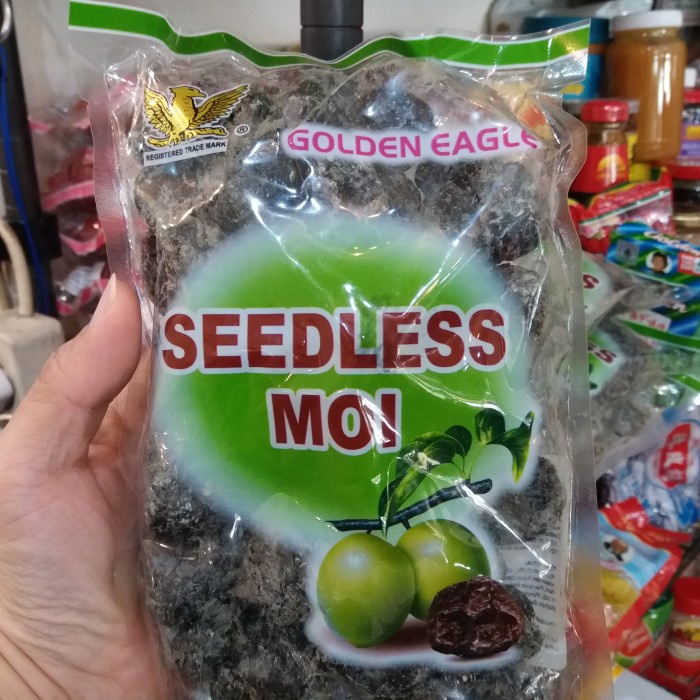 REGISTERED TRADE MARK
®
GOLDEN EAGLE
SEEDLESS
MOI